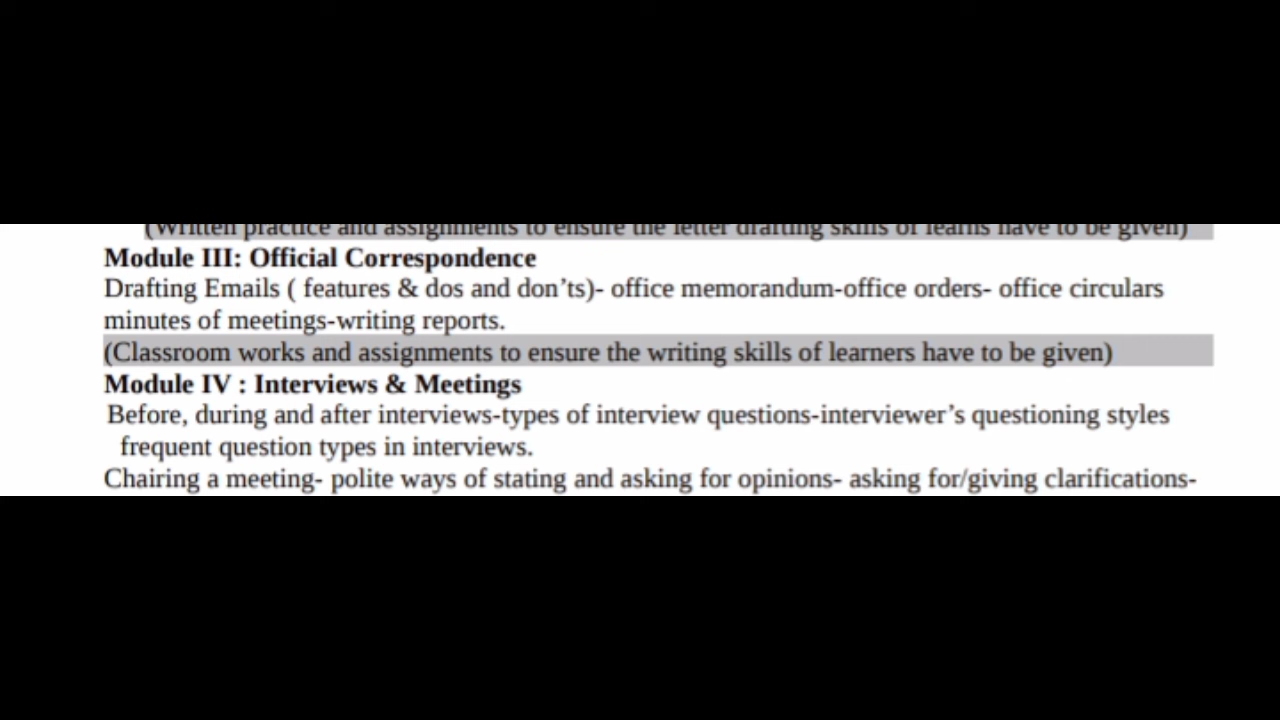 (Written practice and assignments to ensure the letter drafting skills of learns have to be given)
Module III: Official Correspondence
Drafting Emails ( features & dos and don’ts)- office memorandum-office orders- office circulars
minutes of meetings-writing reports.
(Classroom works and assignments to ensure the writing skills of learners have to be given)
Module IV : Interviews & Meetings
Before, during and after interviews-types of interview questions-interviewer’s questioning styles
frequent question types in interviews.
Chairing a meeting- polite ways of stating and asking for opinions- asking for/giving clarifications-